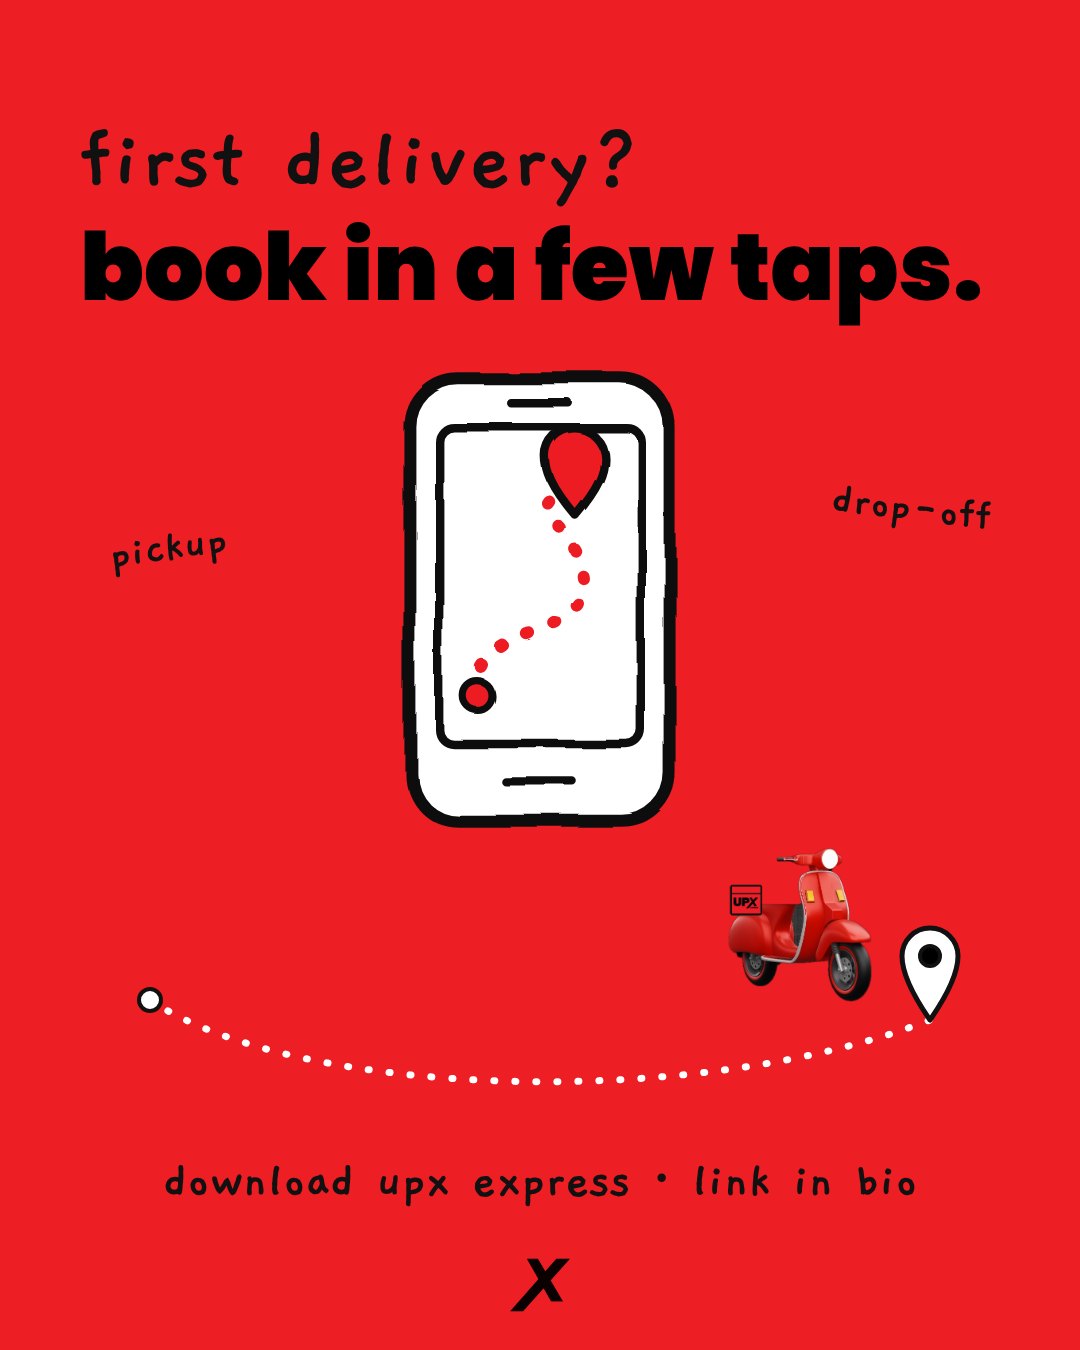 first delivery?
book in a few taps.
drop-off
pickup
UPX
download upx express • link in bio
X